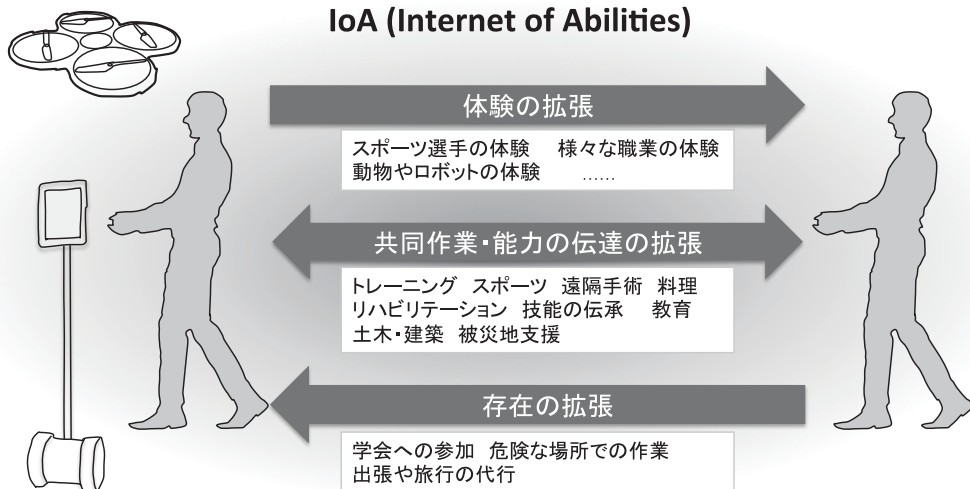 IoA (Internet of Abilities)
体験の拡張
スポーツ選手の体験　様々な職業の体験
動物やロボットの体験　……
共同作業・能力の伝達の拡張
トレーニング　スポーツ　遠隔手術　料理
リハビリテーション　技能の伝承　教育
土木・建築　被災地支援
存在の拡張
学会への参加　危険な場所での作業
出張や旅行の代行